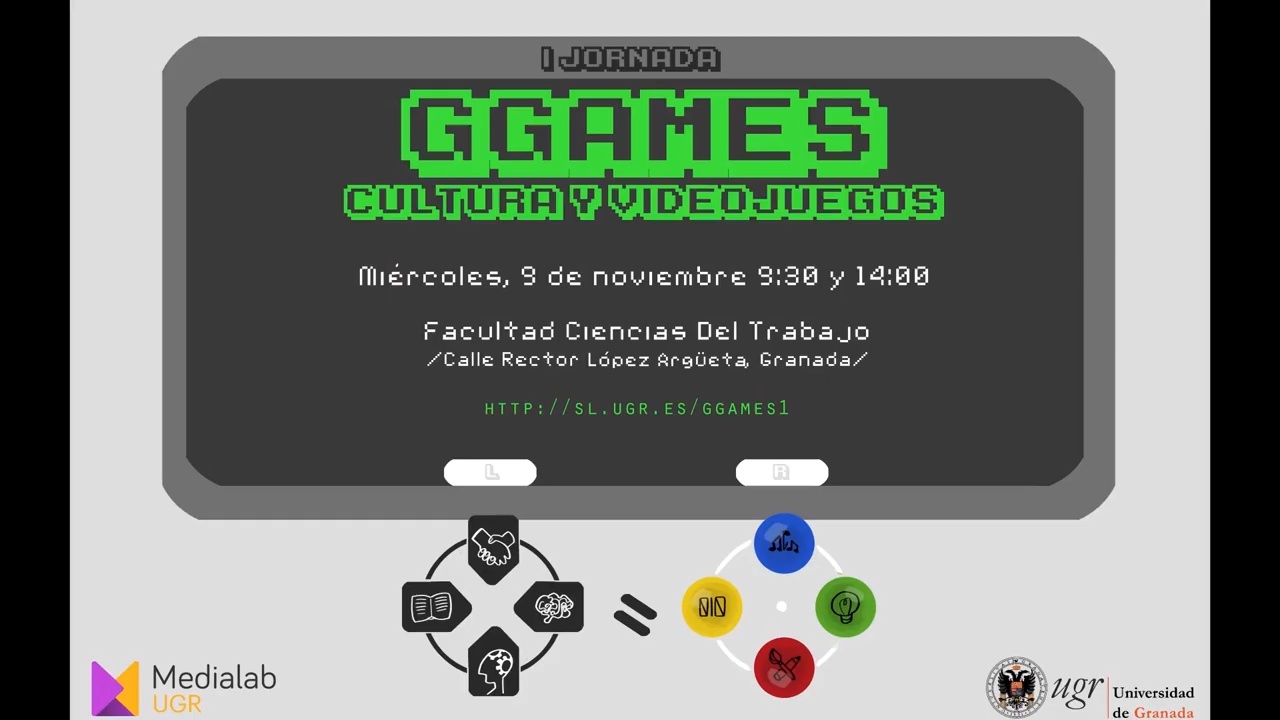 I JORNADA
GGAMES
CULTURA Y VIDEOJUEGOS
Miércoles, 9 de noviembre 9:30 y 14:00
Facultad Ciencias Del Trabajo
/Calle Rector López Argüeta, Granada/
HTTP://SL.UGR.ES/GGAMES1
L
R
010
Medialab
UGR
ugr
Universidad
de Granada